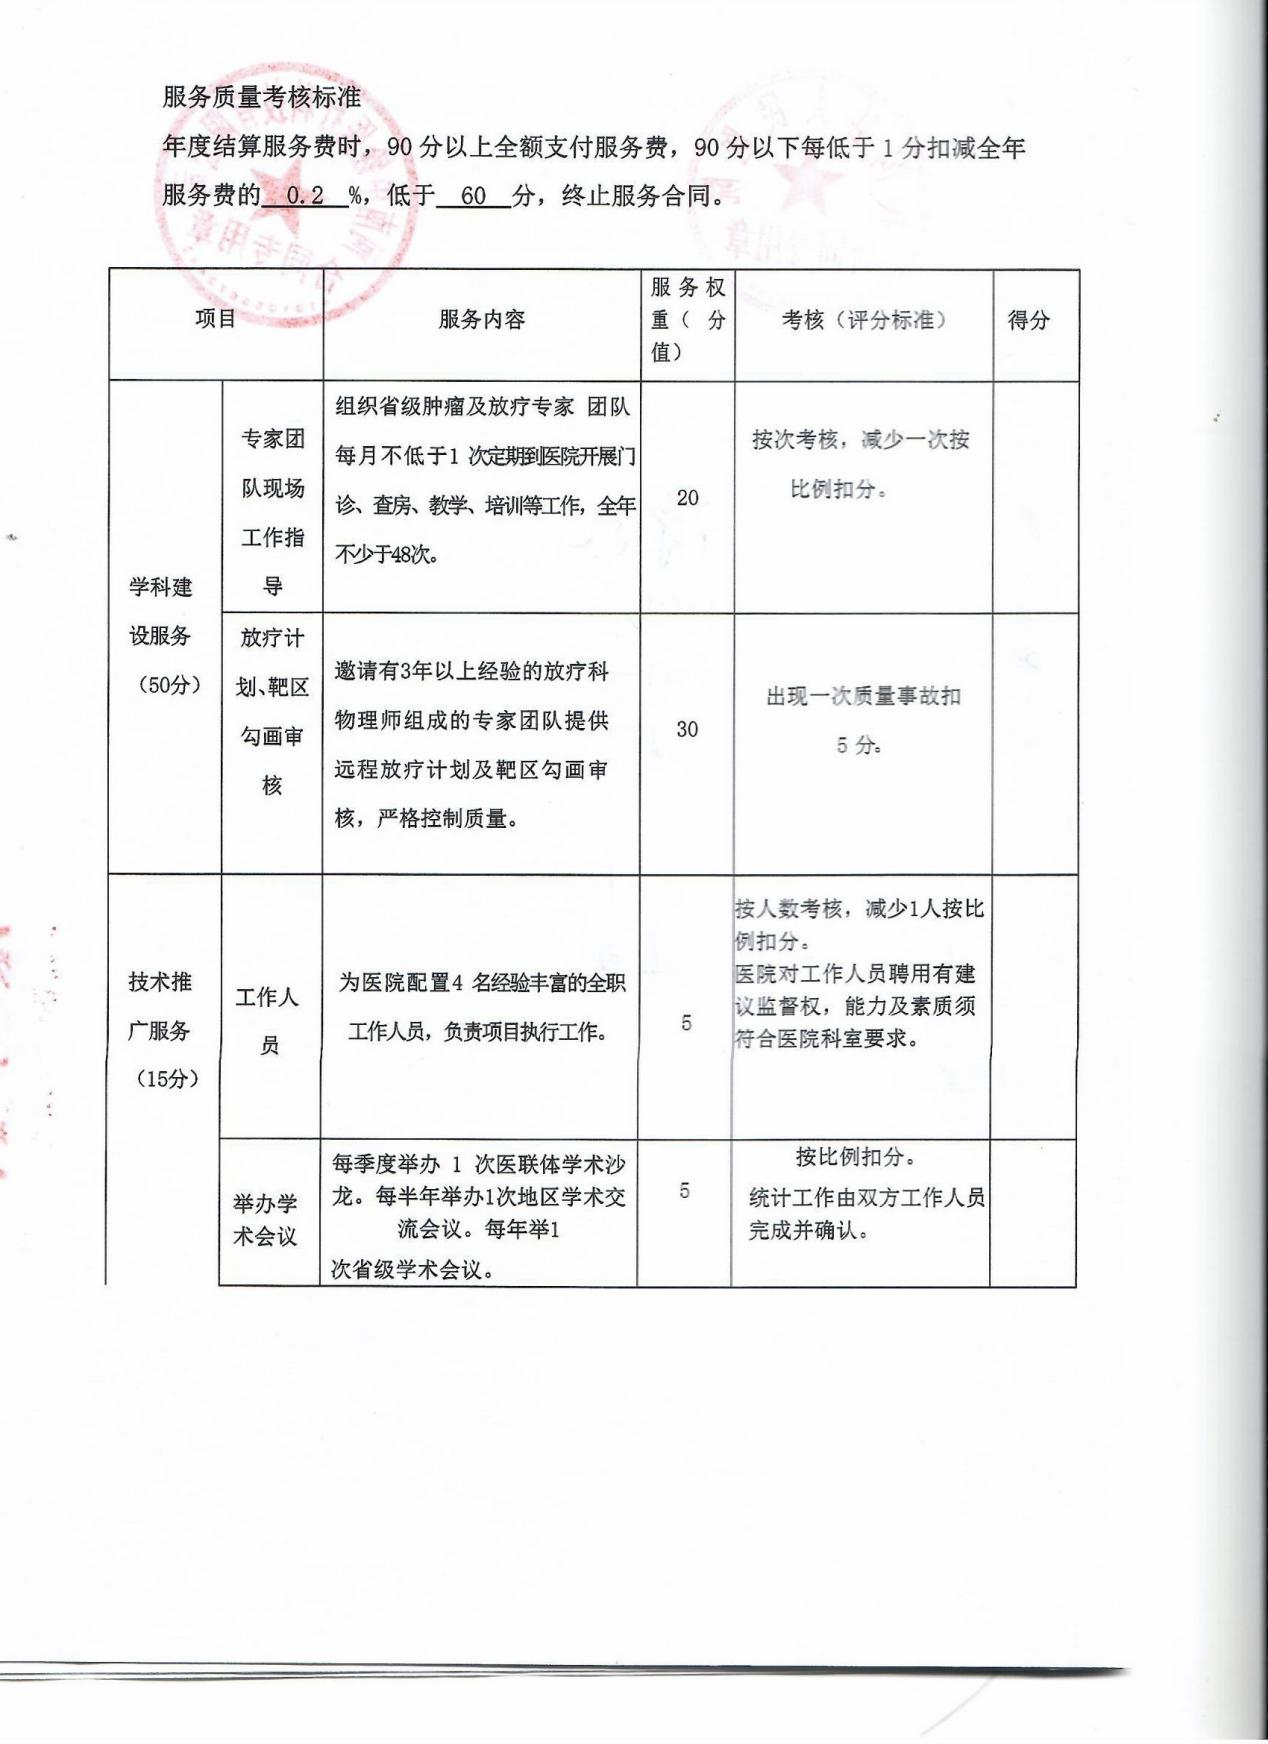 服务质量考核标准
年度结算服务费时，90 分以上全额支付服务费，90 分以下每低于 1 分扣减全年
服务费的 0.2 %，低于 60 分，终止服务合同。
项目
服务内容
服务权
重（ 分
值）
考核（评分标准）
得分
学科建
设服务
（50分）
专家团
队现场
工作指
导
组织省级肿瘤及放疗专家 团队
每月不低于1 次定期到医院开展门
诊、查房、教学、培训等工作，全年
不少于48次。
20
按次考核，减少一次按
比例扣分。
放疗计
划、靶区
勾画审
核
邀请有3年以上经验的放疗科
物理师组成的专家团队提供
远程放疗计划及靶区勾画审
核，严格控制质量。
30
出现一次质量事故扣
5 分。
技术推
广服务
（15分）
工作人
员
为医院配置4 名经验丰富的全职
工作人员，负责项目执行工作。
5
按人数考核，减少1人按比
例扣分。
医院对工作人员聘用有建
议监督权，能力及素质须
符合医院科室要求。
举办学
术会议
每季度举办 1 次医联体学术沙
龙。每半年举办1次地区学术交
流会议。每年举1
次省级学术会议。
5
按比例扣分。
统计工作由双方工作人员
完成并确认。